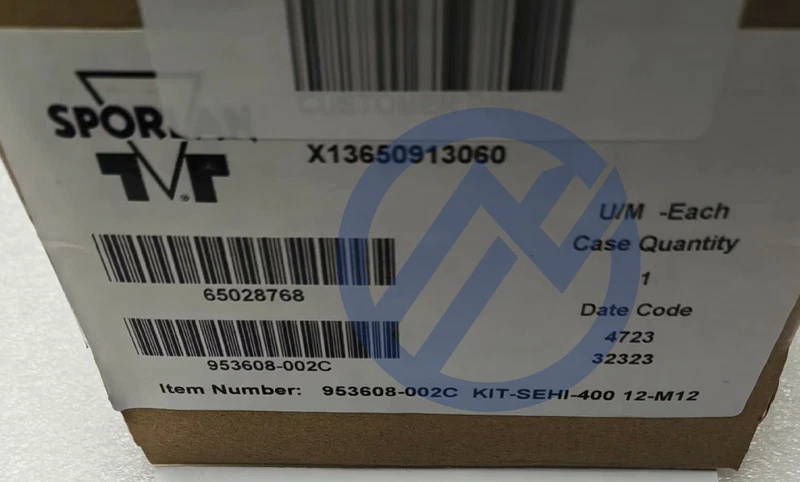 CUSTOMER
SPORLAN
X13650913060
U/M -Each
Case Quantity
65028768
1
Date Code
4723
953608-002C
32323
Item Number: 953608-002C KIT-SEHI-400 12-M12